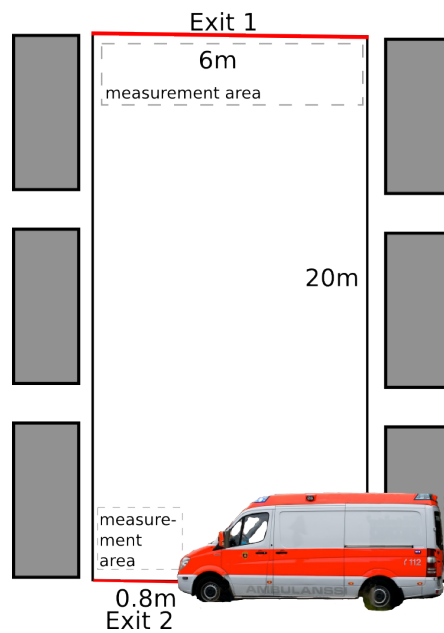 Exit 1
6m
measurement area
20m
measure-
ment
area
AMBULANSSI
112
0.8m
Exit 2